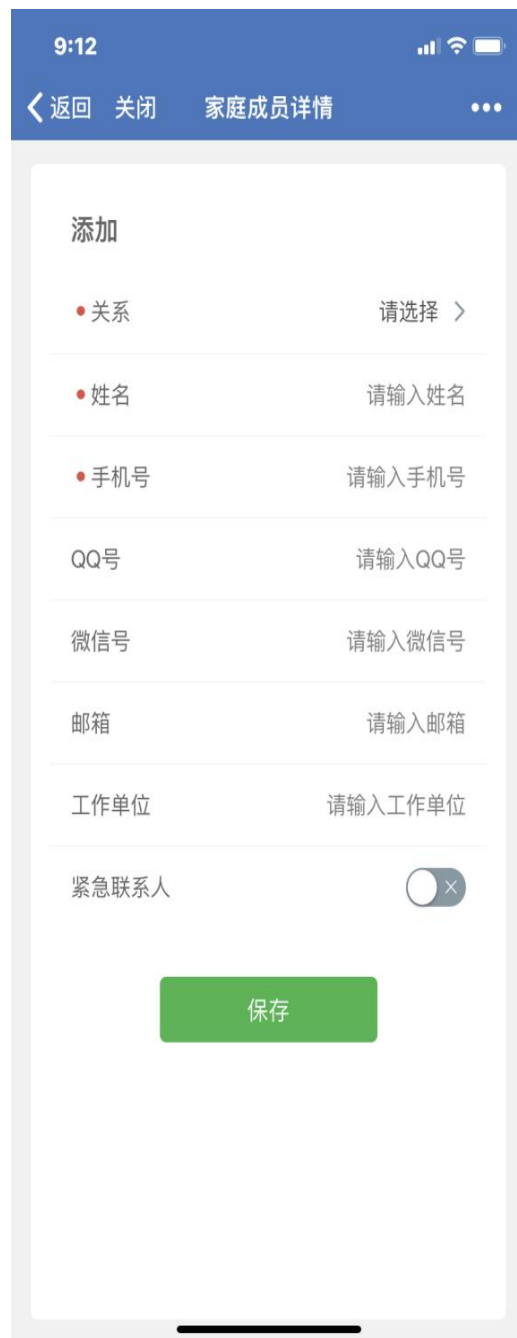 9:12
返回 关闭 家庭成员详情
添加
关系 请选择
姓名 请输入姓名
手机号 请输入手机号
QQ号 请输入QQ号
微信号 请输入微信号
邮箱 请输入邮箱
工作单位 请输入工作单位
紧急联系人
保存